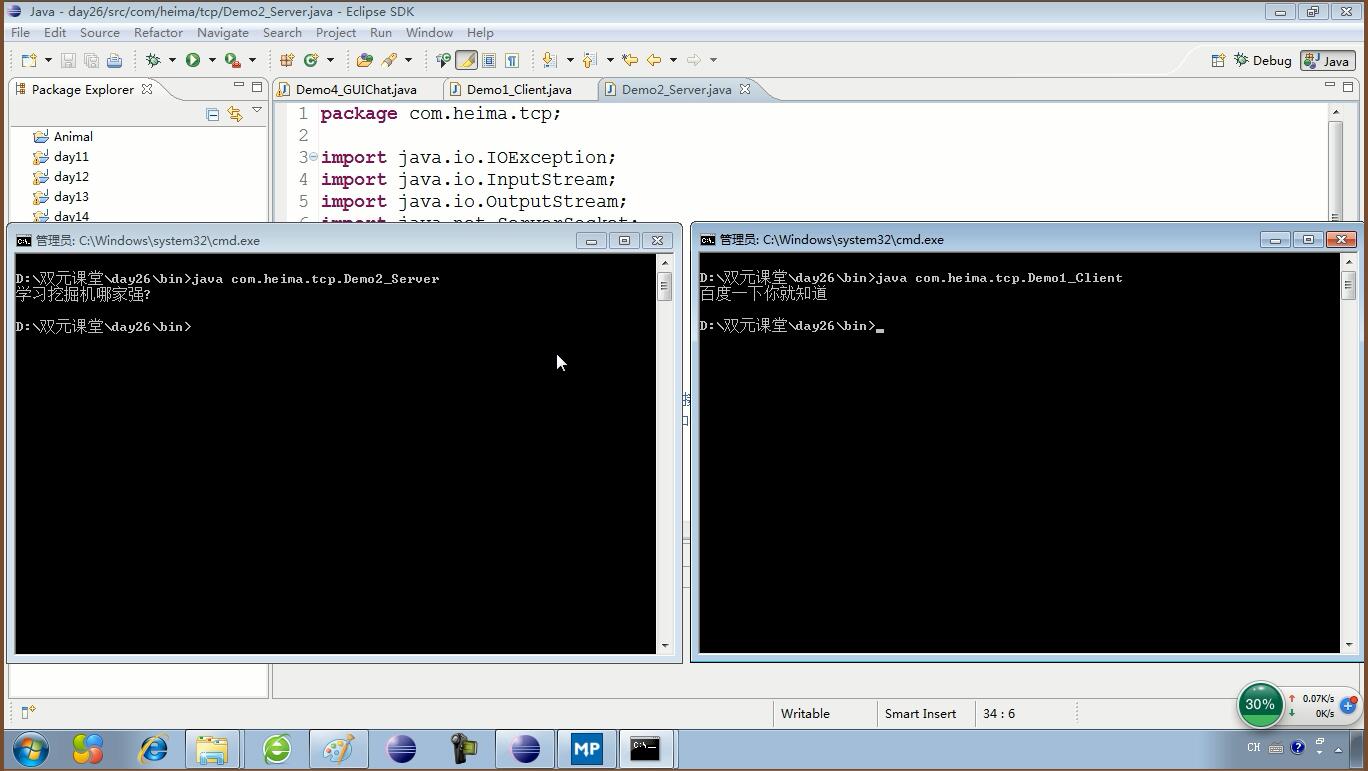 Java - day26/src/com/heima/tcp/Demo2_Server.java - Eclipse SDK
File Edit Source Refactor Navigate Search Project Run Window Help
Debug Java
Package Explorer
Demo4_GUIChat.java Demo1_Client.java Demo2_Server.java
Animal
day11
day12
day13
day14
1 package com.heima.tcp;
2
3 import java.io.IOException;
4 import java.io.InputStream;
5 import java.io.OutputStream;
6 import java.net.ServerSocket;
管理员: C:\Windows\system32\cmd.exe
D:\双元课堂\day26\bin>java com.heima.tcp.Demo2_Server
学习挖掘机哪家强?
D:\双元课堂\day26\bin>
管理员: C:\Windows\system32\cmd.exe
D:\双元课堂\day26\bin>java com.heima.tcp.Demo1_Client
百度一下你就知道
D:\双元课堂\day26\bin>
Writable Smart Insert 34 : 6
30% 0.07K/s
0K/s
MP
CH